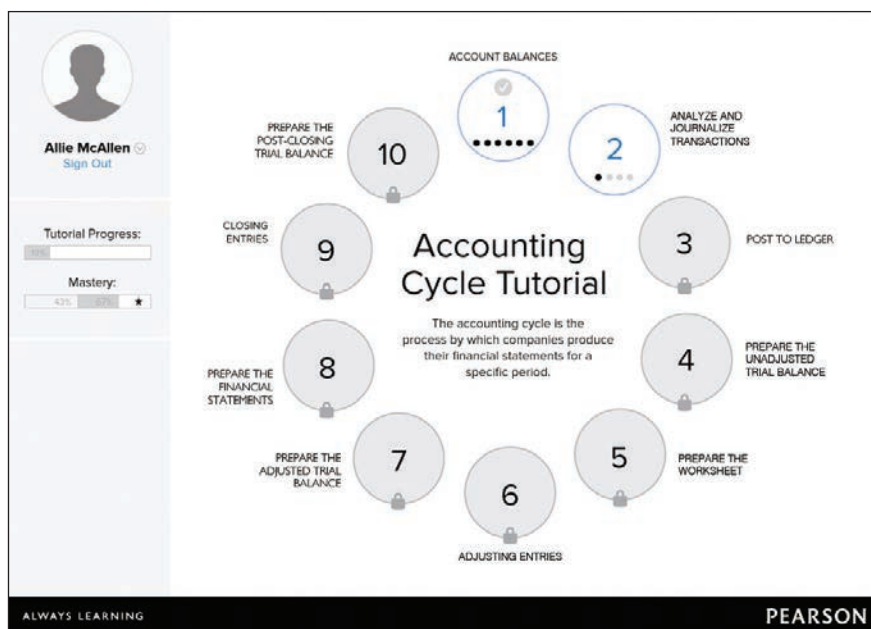 Allie McAllen
Sign Out
Tutorial Progress:
Mastery:
43%
67%
ACCOUNT BALANCES
1
ANALYZE AND
JOURNALIZE
TRANSACTIONS
2
3
POST TO LEDGER
4
PREPARE THE
UNADJUSTED
TRIAL BALANCE
5
PREPARE THE
WORKSHEET
6
ADJUSTING ENTRIES
7
PREPARE THE
ADJUSTED TRIAL
BALANCE
8
PREPARE THE
FINANCIAL
STATEMENTS
9
CLOSING
ENTRIES
10
PREPARE THE
POST-CLOSING
TRIAL BALANCE
Accounting
Cycle Tutorial
The accounting cycle is the
process by which companies produce
their financial statements for a
specific period.
ALWAYS LEARNING
PEARSON